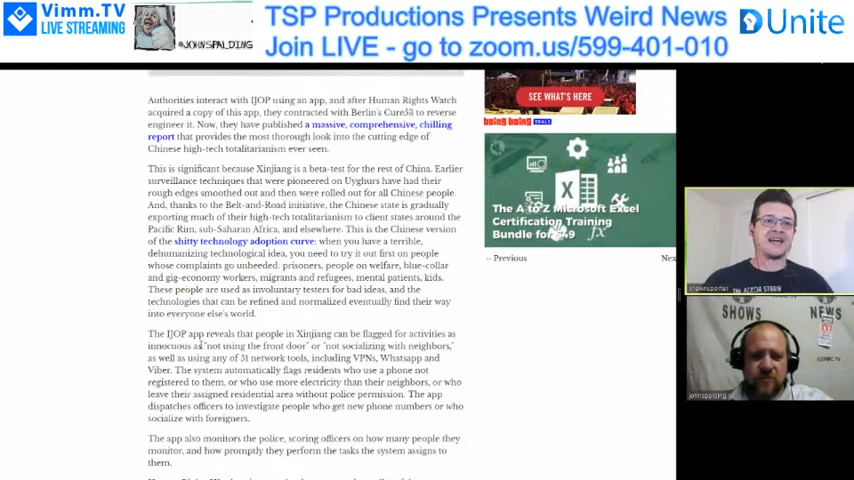 Vimm.TV
LIVE STREAMING
@JOHNSPALDING
TSP Productions Presents Weird News
Join LIVE - go to zoom.us/599-401-010
Unite
Authorities interact with IJOP using an app, and after Human Rights Watch
acquired a copy of this app, they contracted with Berlin's Cure53 to reverse
engineer it. Now, they have published a massive, comprehensive, chilling
report that provides the most thorough look into the cutting edge of
Chinese high-tech totalitarianism ever seen.
This is significant because Xinjiang is a beta-test for the rest of China. Earlier
surveillance techniques that were pioneered on Uyghurs have had their
rough edges smoothed out and then were rolled out for all Chinese people.
And, thanks to the Belt-and-Road initiative, the Chinese state is gradually
exporting much of their high-tech totalitarianism to client states around the
Pacific Rim, sub-Saharan Africa, and elsewhere. This is the Chinese version
of the shitty technology adoption curve: when you have a terrible,
dehumanizing technological idea, you need to try it out first on people
whose complaints go unheeded: prisoners, people on welfare, blue-collar
and gig-economy workers, migrants and refugees, mental patients, kids.
These people are used as involuntary testers for bad ideas, and the
technologies that can be refined and normalized eventually find their way
into everyone else's world.
The IJOP app reveals that people in Xinjiang can be flagged for activities as
innocuous as "not using the front door" or "not socializing with neighbors,"
as well as using any of 51 network tools, including VPNs, Whatsapp and
Viber. The system automatically flags residents who use a phone not
registered to them, or who use more electricity than their neighbors, or who
leave their assigned residential area without police permission. The app
dispatches officers to investigate people who get new phone numbers or who
socialize with foreigners.
The app also monitors the police, scoring officers on how many people they
monitor, and how promptly they perform the tasks the system assigns to
them.
SEE WHAT'S HERE
boing boing DEALS
The A to Z Microsoft Excel
Certification Training
Bundle for $49
← Previous
Nex
THE ACACIA STRAIN
shawnsporter
SHOWS
NEWS
johnspalding